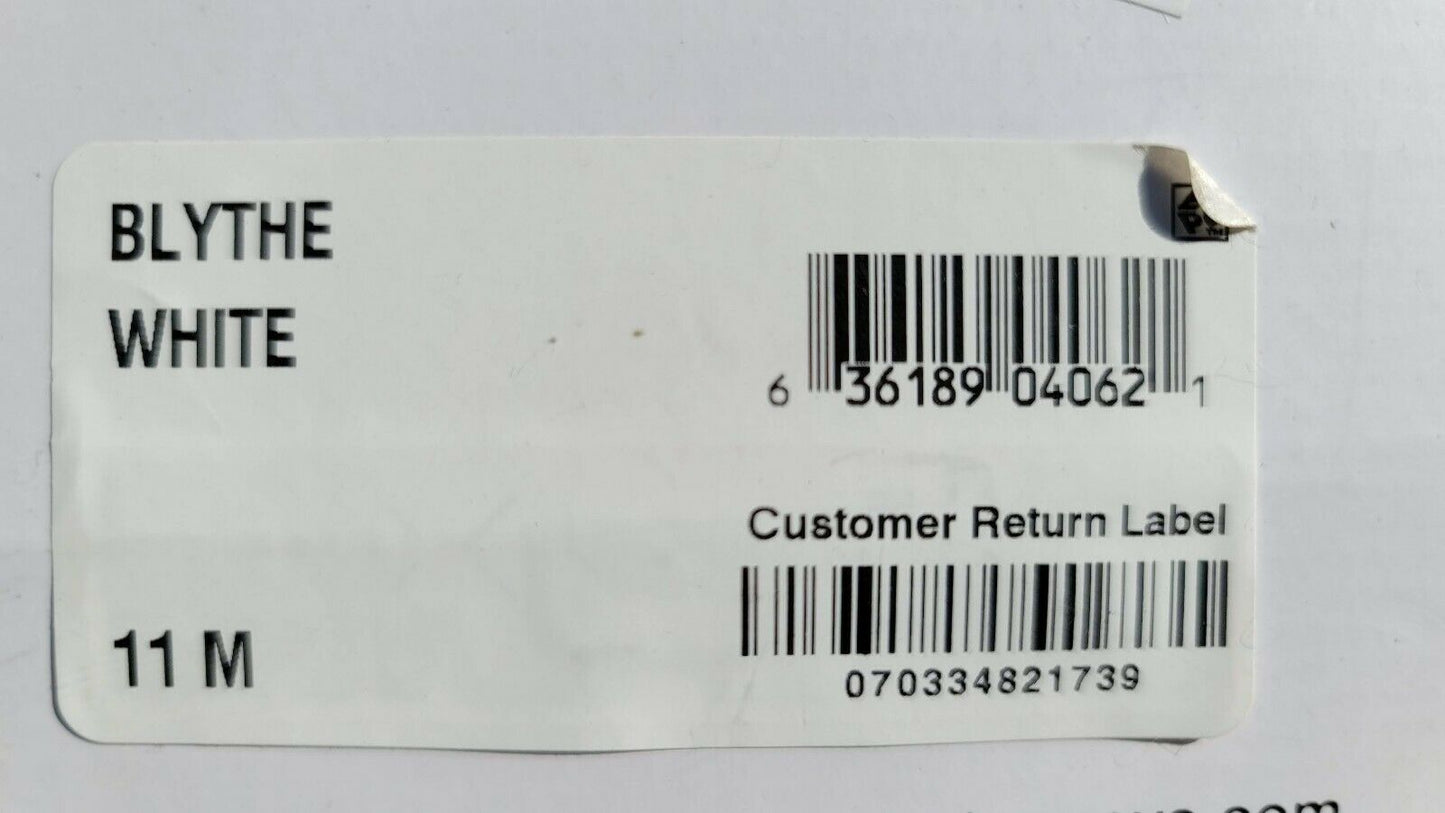 BLYTHE
WHITE
6 36189 04062 1
Customer Return Label
11 M
070334821739